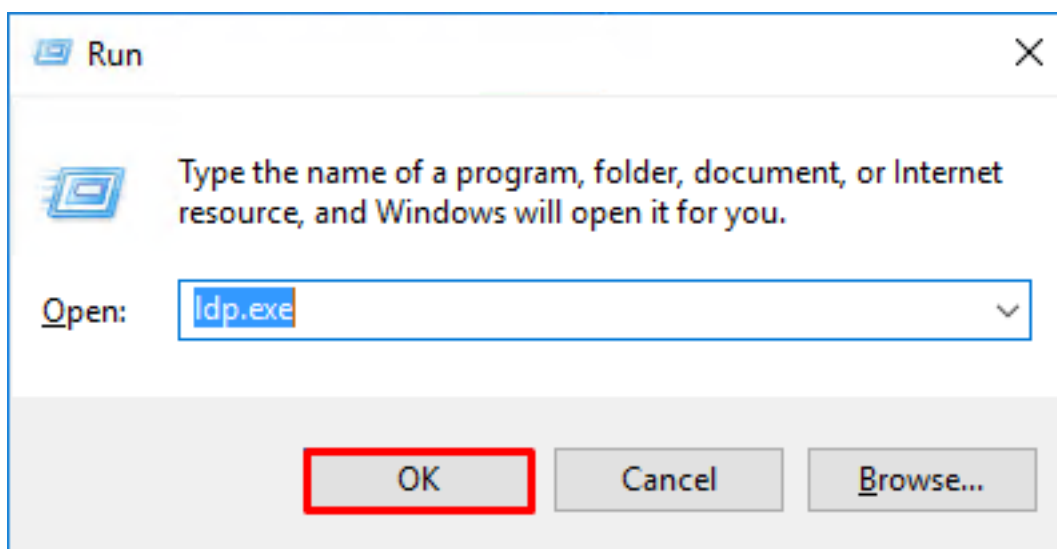 Run
Type the name of a program, folder, document, or Internet
resource, and Windows will open it for you.
Open:
ldp.exe
OK
Cancel
Browse...